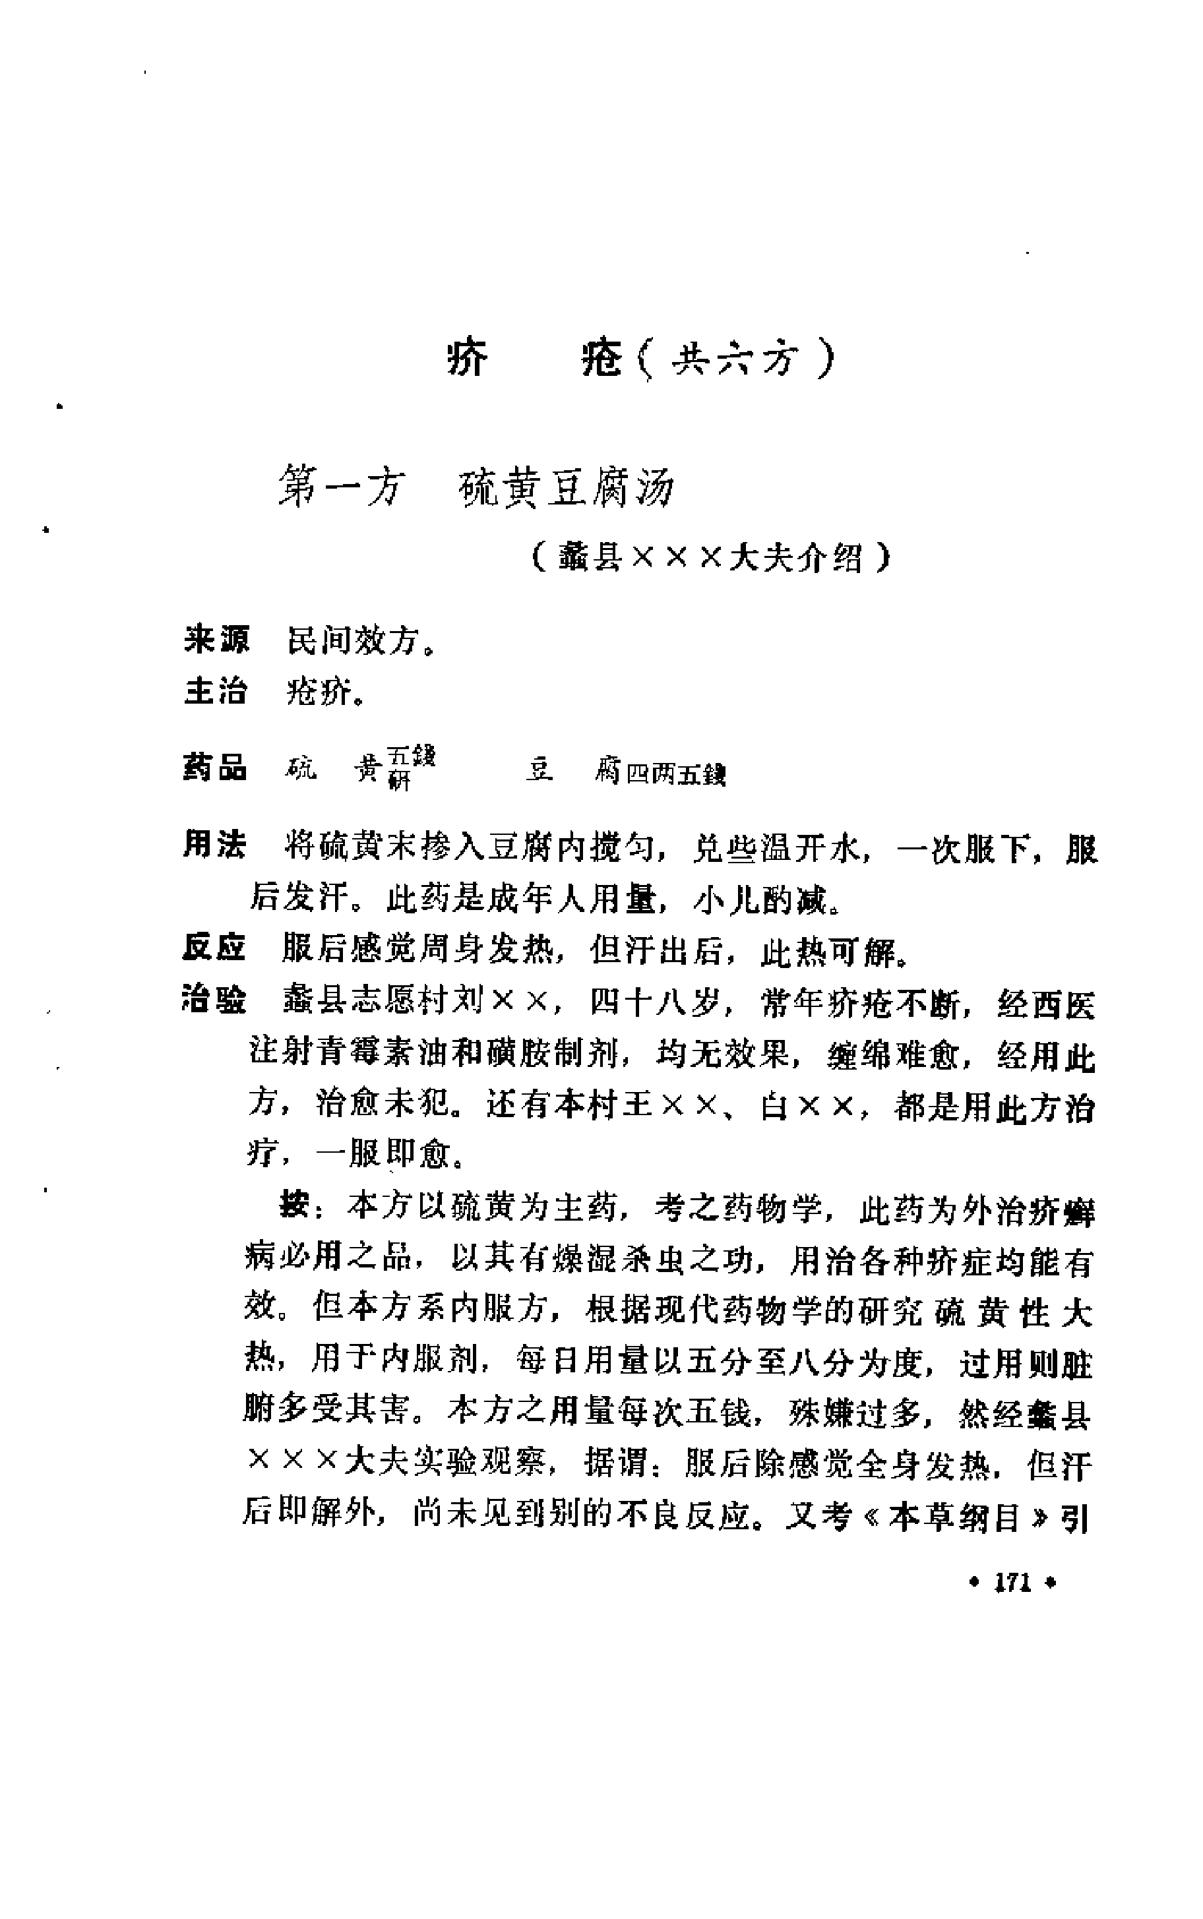 疥 疮(共六方)
第一方 硫黄豆腐汤
(蠡县×××大夫介绍)
来源 民间效方。
主治 疮疥。
药品 硫 黄五錢研 豆 腐四两五錢
用法 将硫黄末掺入豆腐内搅匀,兑些温开水,一次服下,服
后发汗。此药是成年人用量,小儿酌减。
反应 服后感觉周身发热,但汗出后,此热可解。
治验 蠡县志愿村刘××,四十八岁,常年疥疮不断,经西医
注射青霉素油和磺胺制剂,均无效果,缠绵难愈,经用此
方,治愈未犯。还有本村王××、白××,都是用此方治
疗,一服即愈。
按:本方以硫黄为主药,考之药物学,此药为外治疥癣
病必用之品,以其有燥湿杀虫之功,用治各种疥症均能有
效。但本方系内服方,根据现代药物学的研究硫黄性大
热,用于内服剂,每日用量以五分至八分为度,过用则脏
腑多受其害。本方之用量每次五钱,殊嫌过多,然经蠡县
×××大夫实验观察,据谓:服后除感觉全身发热,但汗
后即解外,尚未见到别的不良反应。又考《本草纲目》引
• 171 •